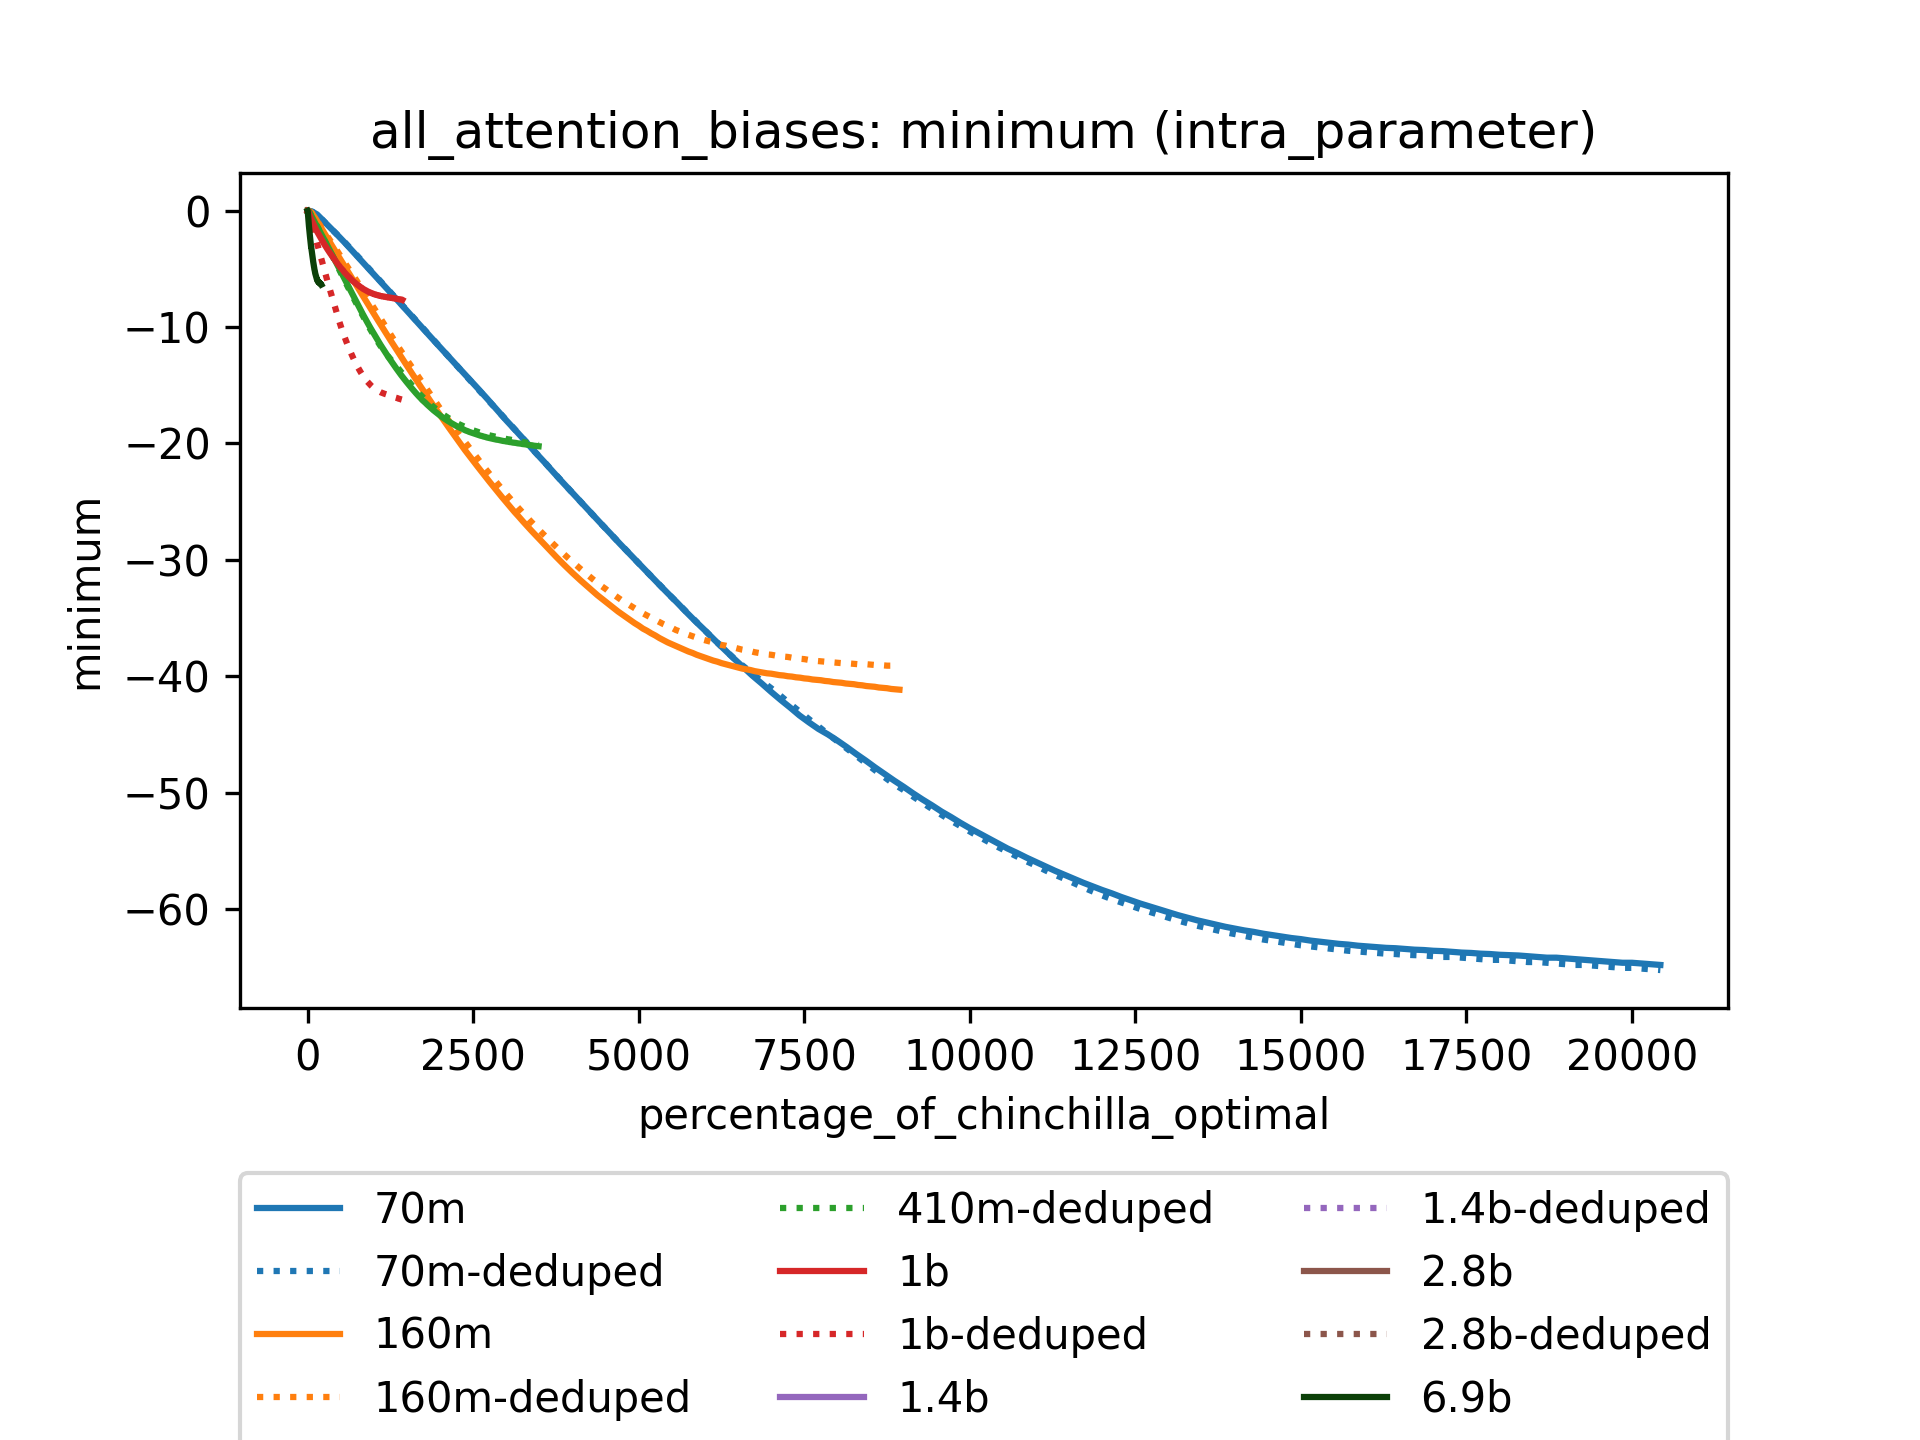 all_attention_biases: minimum (intra_parameter)
0
−10
−20
−30
−40
−50
−60
minimum
0 2500 5000 7500 10000 12500 15000 17500 20000
percentage_of_chinchilla_optimal
70m 410m-deduped 1.4b-deduped
70m-deduped 1b 2.8b
160m 1b-deduped 2.8b-deduped
160m-deduped 1.4b 6.9b